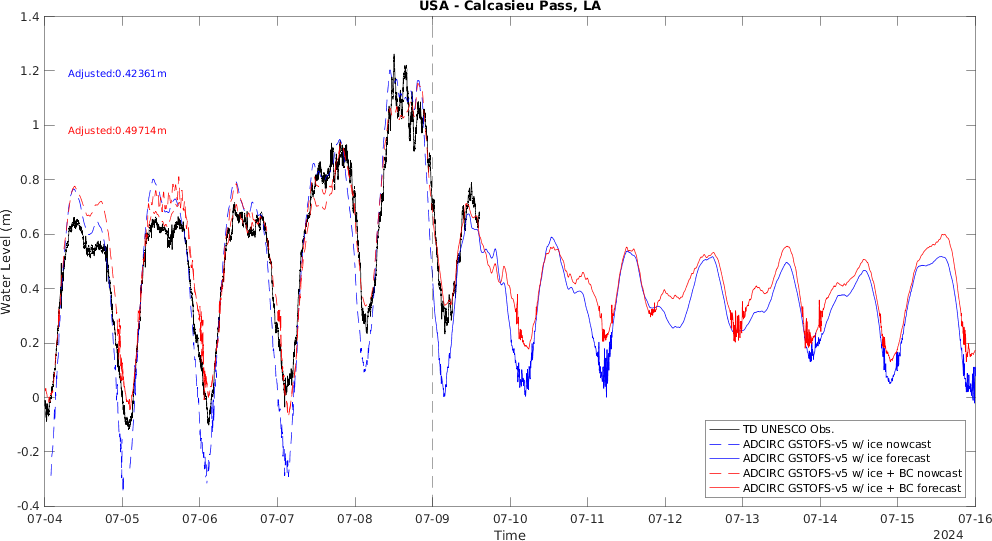 USA - Calcasieu Pass, LA
1.4
1.2
1
0.8
0.6
0.4
0.2
0
-0.2
-0.4
Water Level (m)
Adjusted:0.42361m
Adjusted:0.49714m
TD UNESCO Obs.
ADCIRC GSTOFS-v5 w/ ice nowcast
ADCIRC GSTOFS-v5 w/ ice forecast
ADCIRC GSTOFS-v5 w/ ice + BC nowcast
ADCIRC GSTOFS-v5 w/ ice + BC forecast
07-04 07-05 07-06 07-07 07-08 07-09 07-10 07-11 07-12 07-13 07-14 07-15 07-16
Time
2024